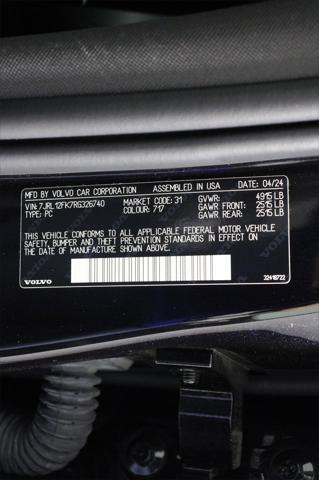 MFD BY VOLVO CAR CORPORATION ASSEMBLED IN USA DATE: 04/24
VIN:7JRL12FK7RG326740 MARKET CODE: 31 GVWR: 4915 LB
TYPE: PC COLOUR: 717 GAWR FRONT: 2515 LB
GAWR REAR: 2515 LB
THIS VEHICLE CONFORMS TO ALL APPLICABLE FEDERAL MOTOR VEHICLE
SAFETY, BUMPER AND THEFT PREVENTION STANDARDS IN EFFECT ON
THE DATE OF MANUFACTURE SHOWN ABOVE.
VOLVO 32419722